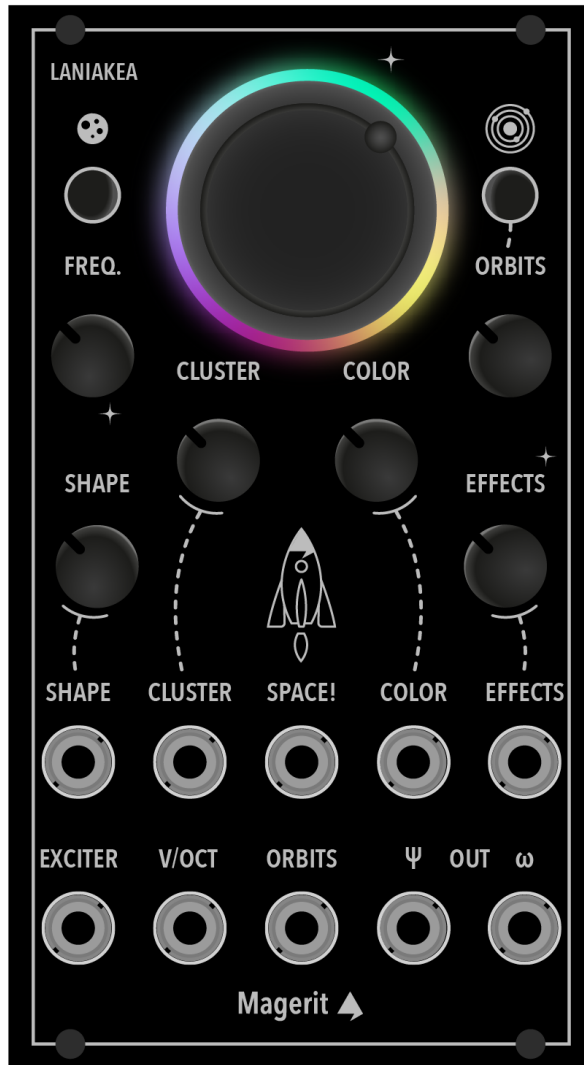 LANIAKEA
FREQ.
ORBITS
CLUSTER COLOR
SHAPE EFFECTS
SHAPE CLUSTER SPACE! COLOR EFFECTS
EXCITER V/OCT ORBITS Ψ OUT ω
Magerit